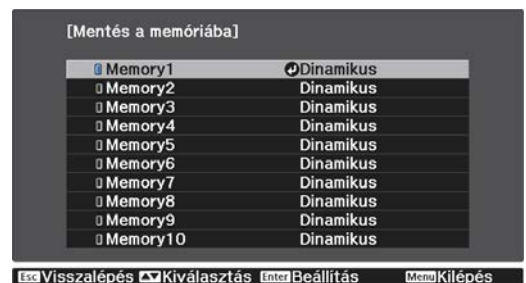 [Mentés a memóriába]
Memory1 Dinamikus
Memory2 Dinamikus
Memory3 Dinamikus
Memory4 Dinamikus
Memory5 Dinamikus
Memory6 Dinamikus
Memory7 Dinamikus
Memory8 Dinamikus
Memory9 Dinamikus
Memory10 Dinamikus
Esc Visszalépés Kiválasztás Enter Beállítás Menu Kilépés